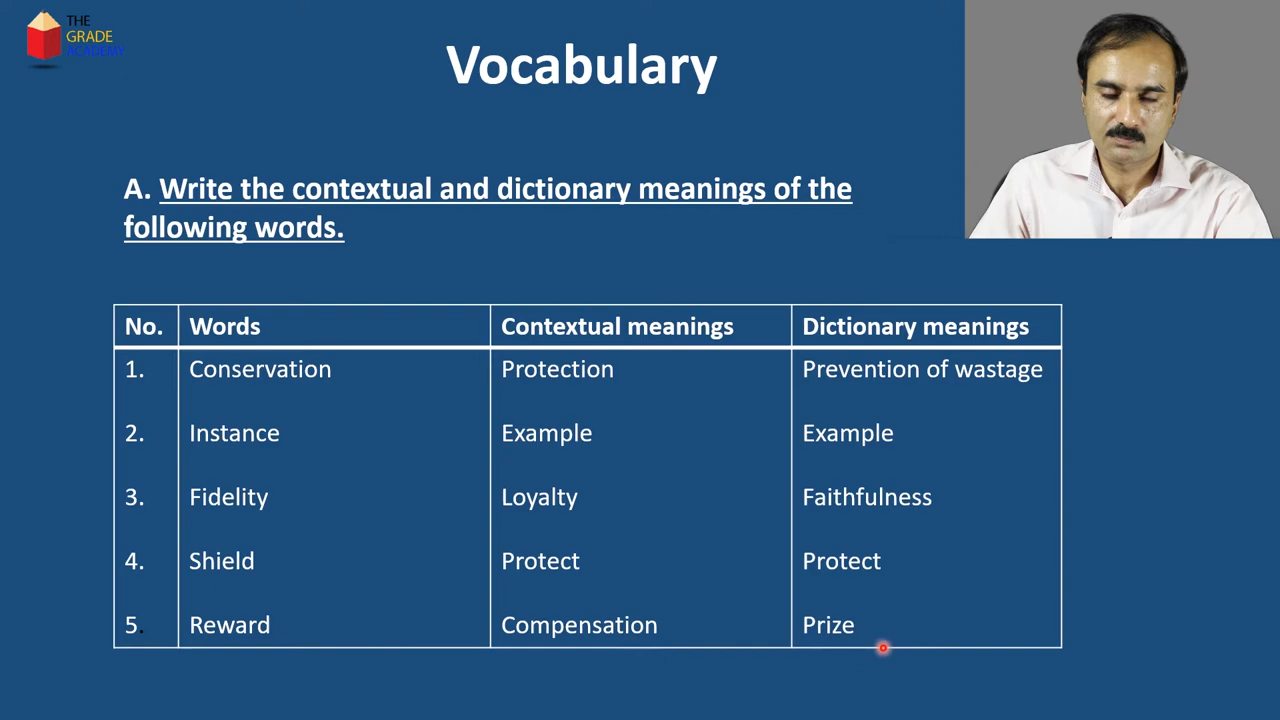 THE
GRADE
ACADEMY
Vocabulary
A. Write the contextual and dictionary meanings of the
following words.
No. Words Contextual meanings Dictionary meanings
1. Conservation Protection Prevention of wastage
2. Instance Example Example
3. Fidelity Loyalty Faithfulness
4. Shield Protect Protect
5. Reward Compensation Prize